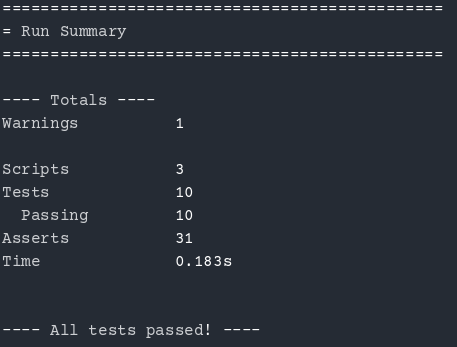 ==============================================
= Run Summary
==============================================
---- Totals ----
Warnings 1
Scripts 3
Tests 10
Passing 10
Asserts 31
Time 0.183s
---- All tests passed! ----